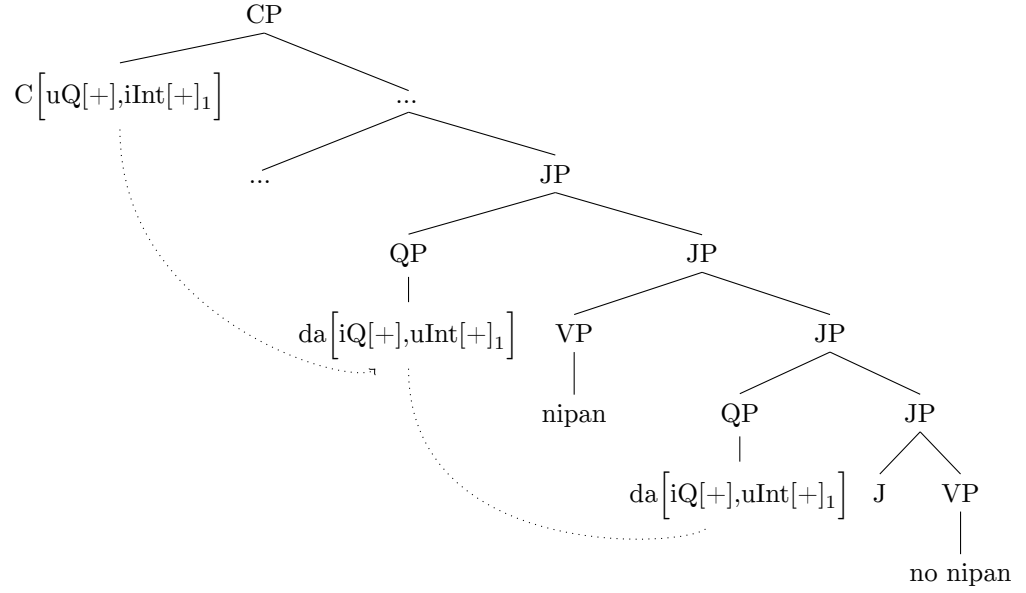 CP
C[uQ[+],iInt[+]₁]
...
...
JP
QP
JP
da[iQ[+],uInt[+]₁]
VP
JP
nipan
QP
JP
da[iQ[+],uInt[+]₁]
J
VP
no nipan